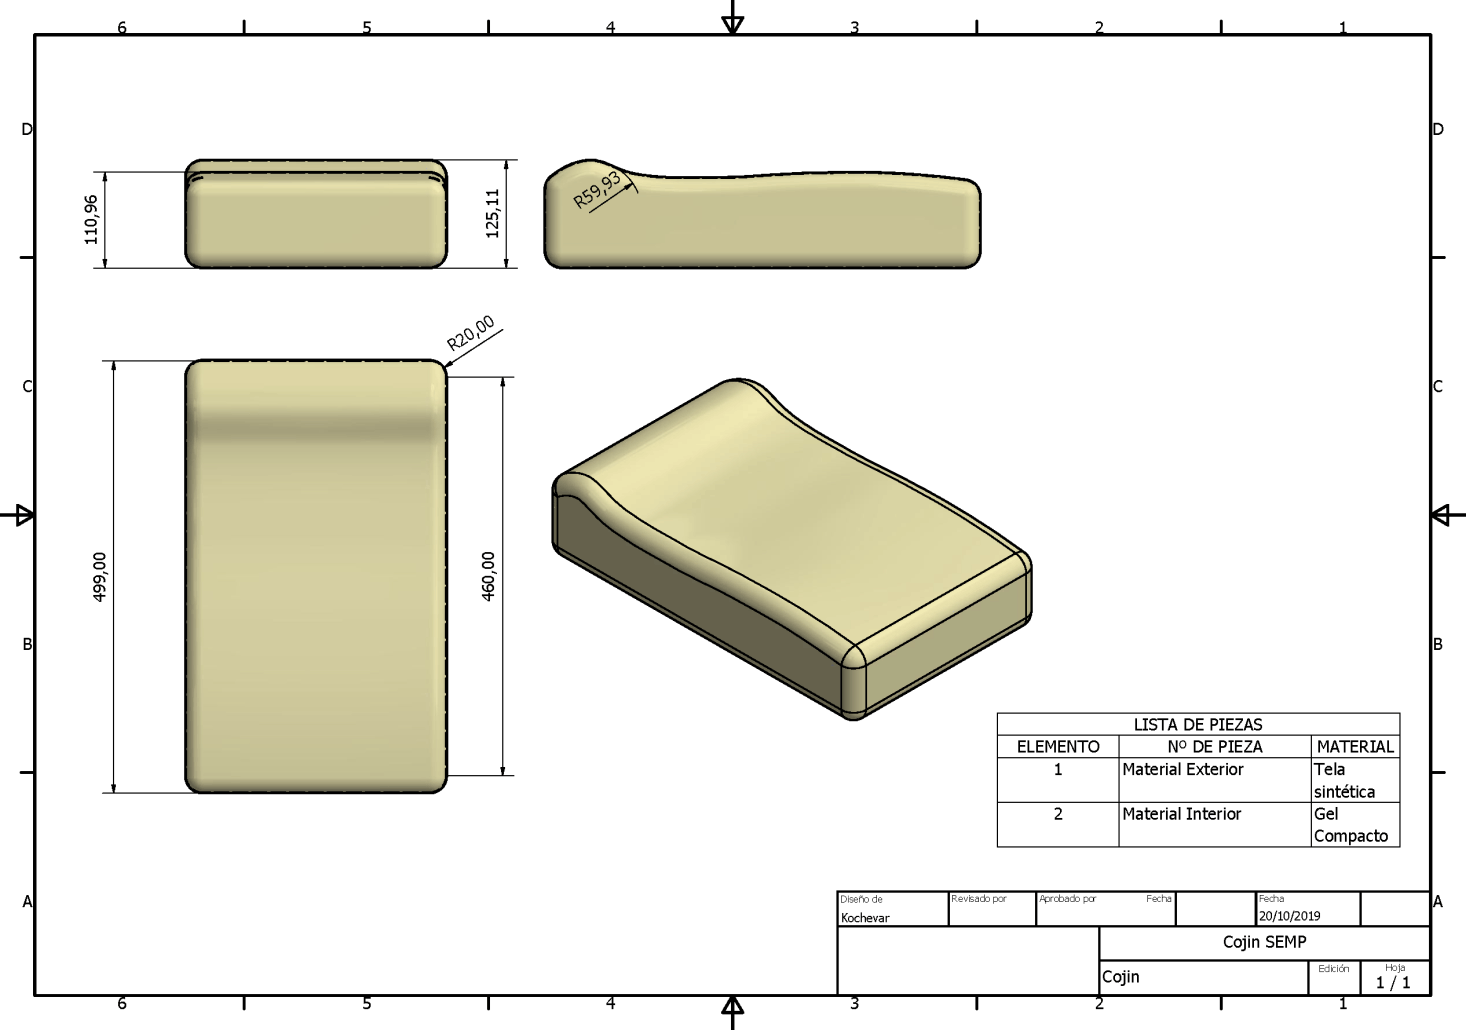 6 5 4 3 2 1
D D
110,96
125,11
R59,93
R20,00
C C
499,00
460,00
B B
LISTA DE PIEZAS
ELEMENTO Nº DE PIEZA MATERIAL
1 Material Exterior Tela
sintética
2 Material Interior Gel
Compacto
A A
Diseño de Revisado por Aprobado por Fecha Fecha
Kochevar 20/10/2019
Cojin SEMP
Cojin Edición Hoja
1 / 1
6 5 4 3 2 1